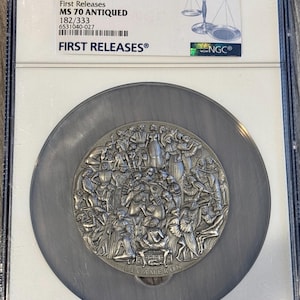 First Releases
MS 70 ANTIQUED
182/333
6531040-027
FIRST RELEASES®
NGC®